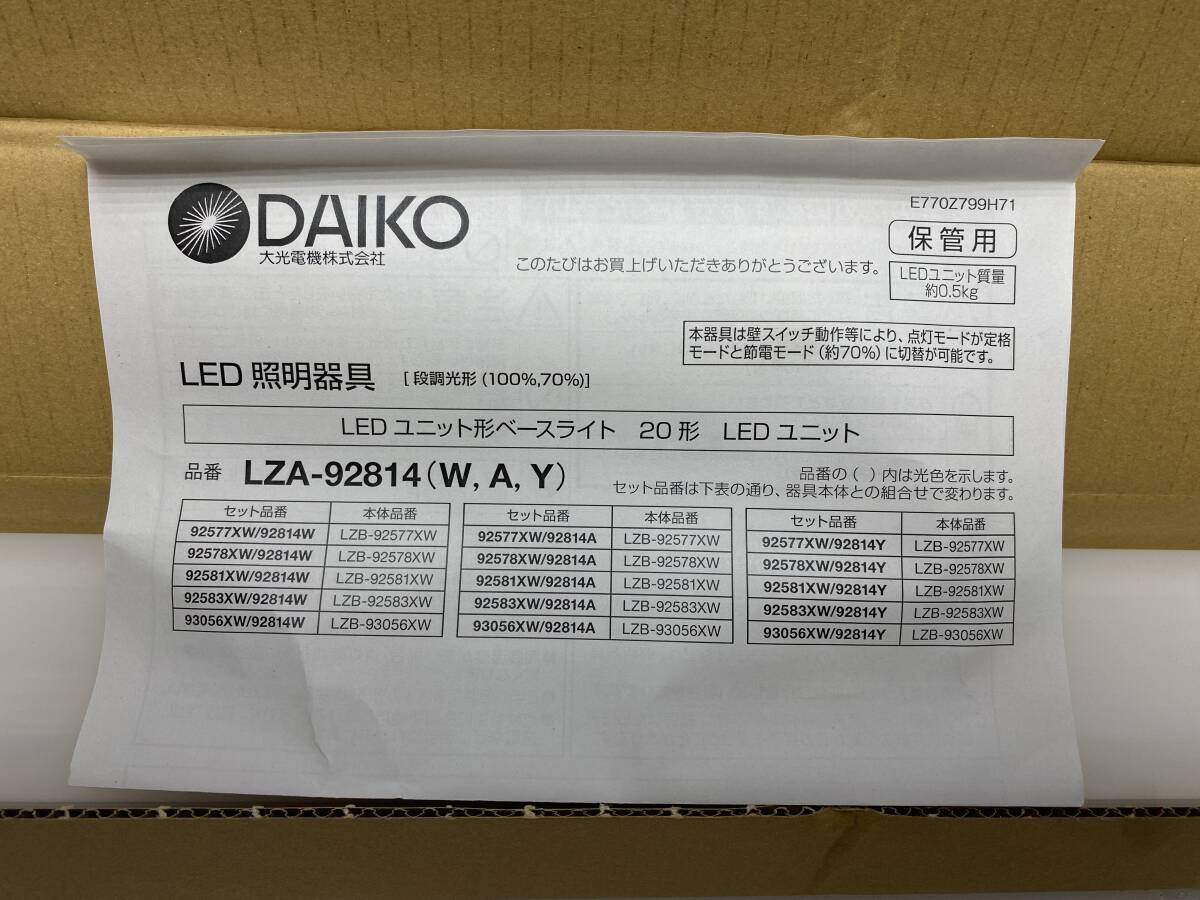 DAIKO
大光電機株式会社
E770Z799H71
保管用
このたびはお買上げいただきありがとうございます。
LEDユニット質量
約0.5kg
本器具は壁スイッチ動作等により、点灯モードが定格
モードと節電モード(約70%)に切替が可能です。
LED 照明器具 [段調光形(100%,70%)]
LED ユニット形ベースライト 20形 LED ユニット
品番 LZA-92814(W, A, Y)
品番の( )内は光色を示します。
セット品番は下表の通り、器具本体との組合せで変わります。
セット品番 本体品番 セット品番 本体品番 セット品番 本体品番
92577XW/92814W LZB-92577XW 92577XW/92814A LZB-92577XW 92577XW/92814Y LZB-92577XW
92578XW/92814W LZB-92578XW 92578XW/92814A LZB-92578XW 92578XW/92814Y LZB-92578XW
92581XW/92814W LZB-92581XW 92581XW/92814A LZB-92581XW 92581XW/92814Y LZB-92581XW
92583XW/92814W LZB-92583XW 92583XW/92814A LZB-92583XW 92583XW/92814Y LZB-92583XW
93056XW/92814W LZB-93056XW 93056XW/92814A LZB-93056XW 93056XW/92814Y LZB-93056XW